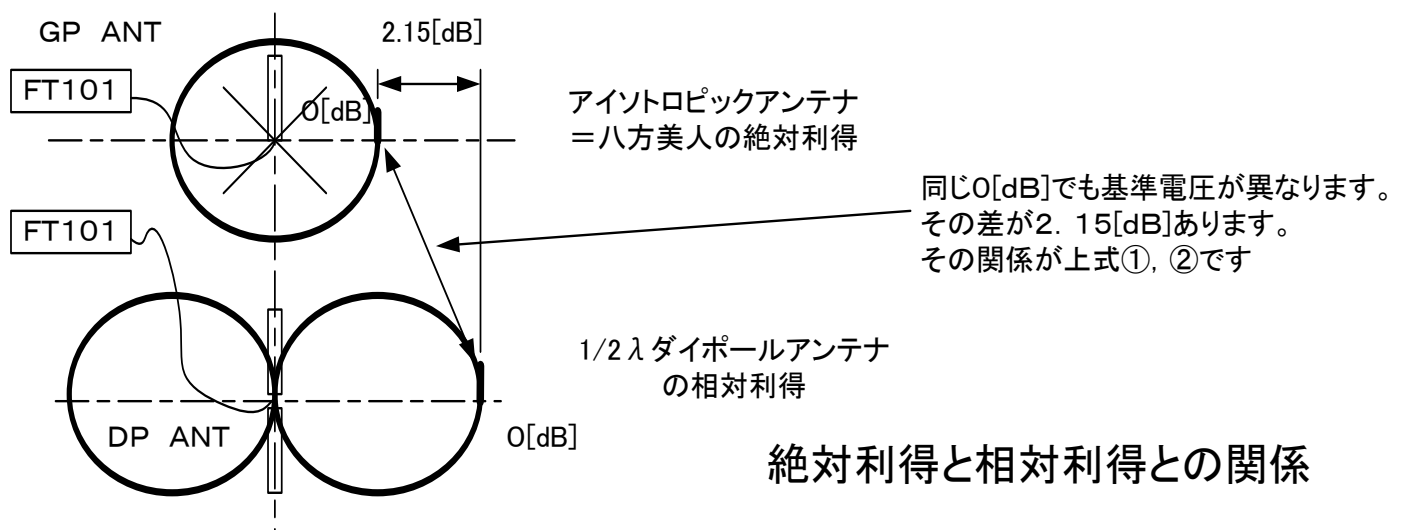 GP ANT
2.15[dB]
FT101
0[dB]
アイソトロピックアンテナ
=八方美人の絶対利得
同じ0[dB]でも基準電圧が異なります。
その差が2.15[dB]あります。
その関係が上式①,②です
FT101
1/2λダイポールアンテナ
の相対利得
DP ANT
0[dB]
絶対利得と相対利得との関係